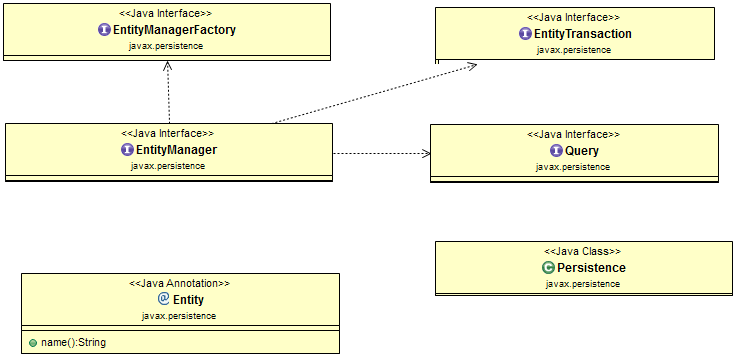 <<Java Interface>>
EntityManagerFactory
javax.persistence
<<Java Interface>>
EntityTransaction
javax.persistence
<<Java Interface>>
EntityManager
javax.persistence
<<Java Interface>>
Query
javax.persistence
<<Java Class>>
Persistence
javax.persistence
<<Java Annotation>>
Entity
javax.persistence
name():String